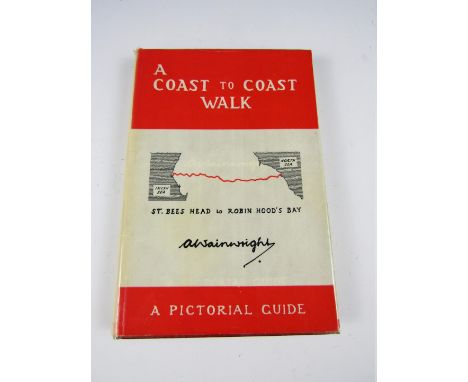 A
COAST TO COAST
WALK
NORTH
SEA
IRISH
SEA
ST. BEES HEAD to ROBIN HOOD'S BAY
AWainwright
A PICTORIAL GUIDE